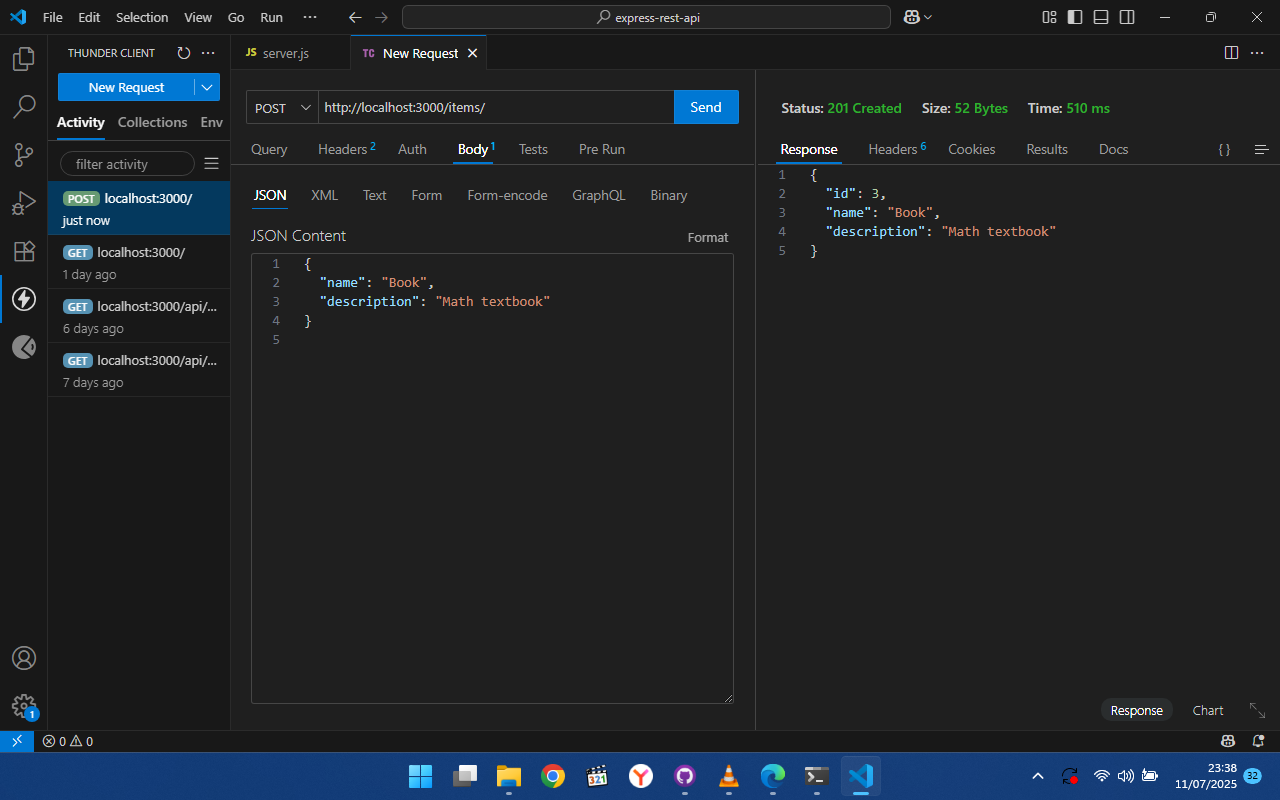 File Edit Selection View Go Run ··· express-rest-api
THUNDER CLIENT ···
JS server.js
TC New Request
New Request
Activity Collections Env
filter activity
POST localhost:3000/
just now
GET localhost:3000/
1 day ago
GET localhost:3000/api/...
6 days ago
GET localhost:3000/api/...
7 days ago
POST http://localhost:3000/items/ Send
Query Headers 2 Auth Body 1 Tests Pre Run
JSON XML Text Form Form-encode GraphQL Binary
JSON Content Format
1 {
2 "name": "Book",
3 "description": "Math textbook"
4 }
5
Status: 201 Created Size: 52 Bytes Time: 510 ms
Response Headers 6 Cookies Results Docs { }
1 {
2 "id": 3,
3 "name": "Book",
4 "description": "Math textbook"
5 }
Response Chart
1
0 0
321
23:38
11/07/2025
32